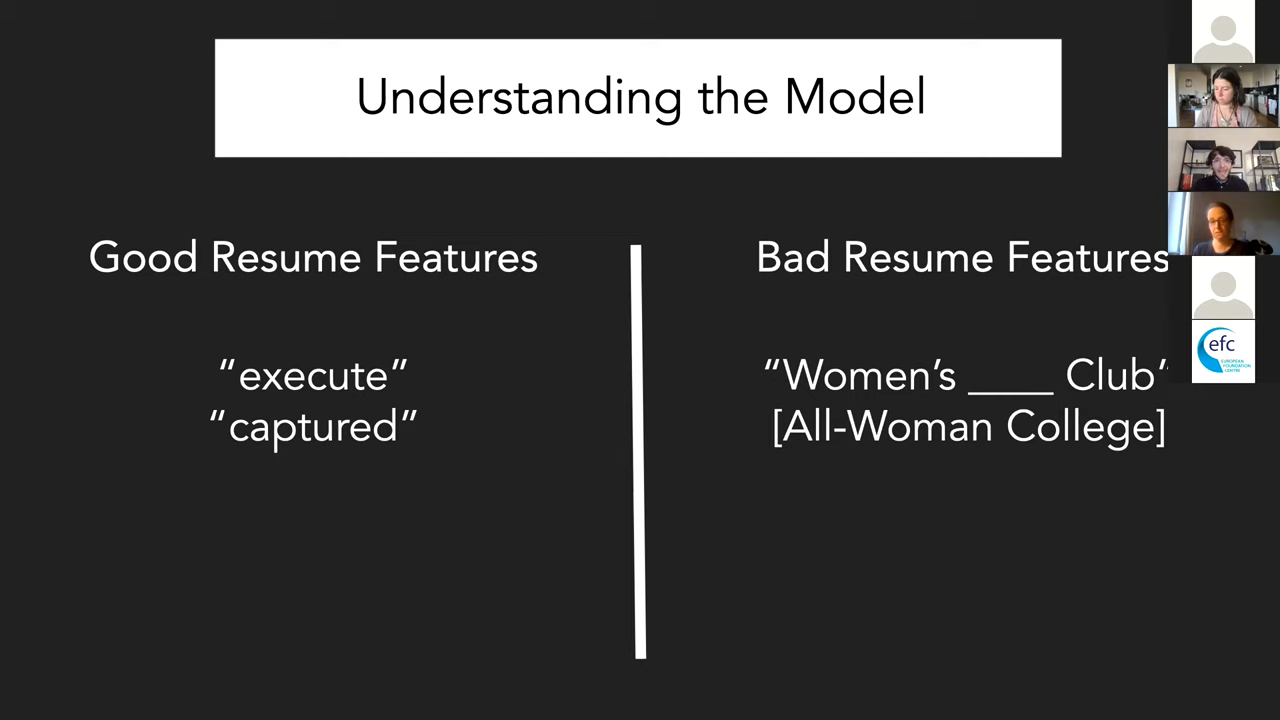 Understanding the Model
Good Resume Features
Bad Resume Features
“execute”
“captured”
“Women’s ____ Club”
[All-Woman College]
efc
EUROPEAN
FOUNDATION
CENTRE